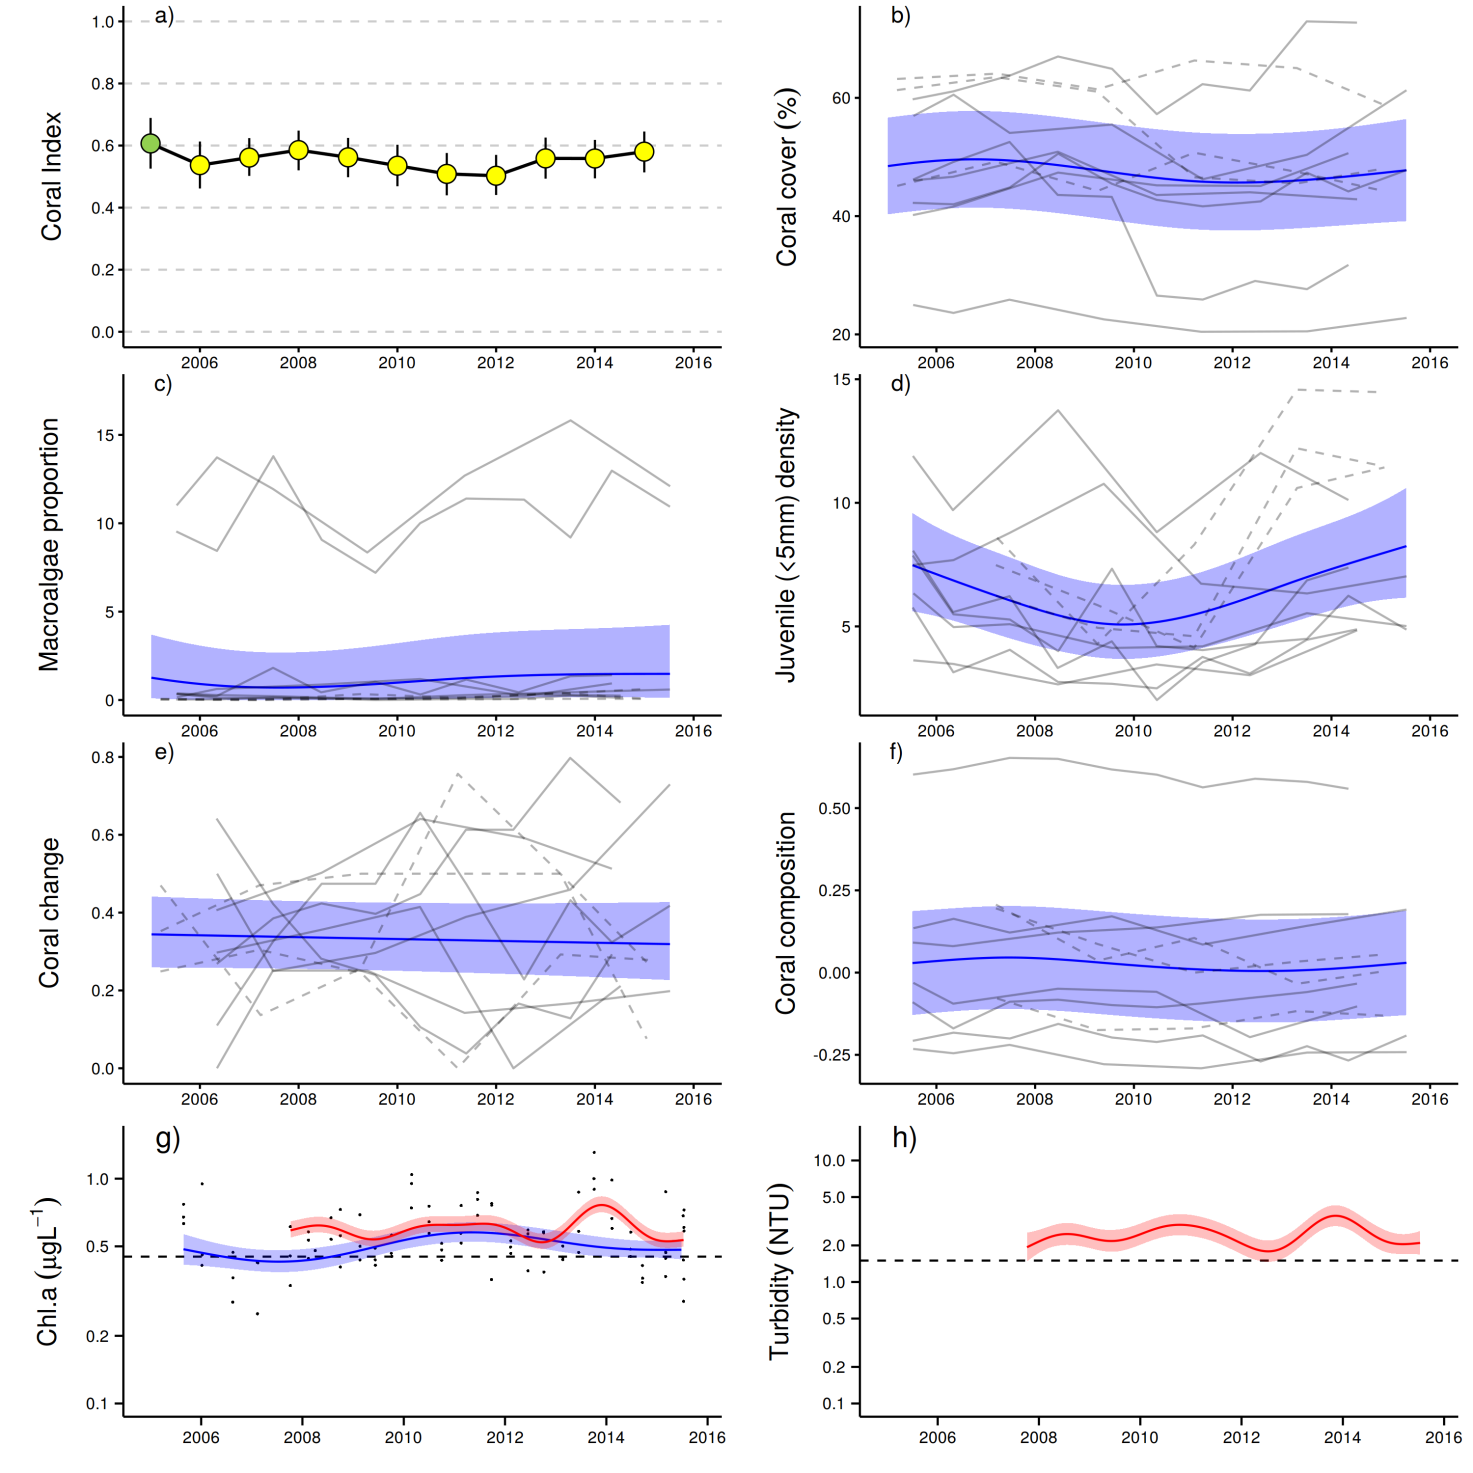 a)
Coral Index
1.0
0.8
0.6
0.4
0.2
0.0
2006 2008 2010 2012 2014 2016
b)
Coral cover (%)
60
40
20
2006 2008 2010 2012 2014 2016
c)
Macroalgae proportion
15
10
5
0
2006 2008 2010 2012 2014 2016
d)
Juvenile (<5mm) density
15
10
5
2006 2008 2010 2012 2014 2016
e)
Coral change
0.8
0.6
0.4
0.2
0.0
2006 2008 2010 2012 2014 2016
f)
Coral composition
0.50
0.25
0.00
-0.25
2006 2008 2010 2012 2014 2016
g)
Chl.a (μgL⁻¹)
1.0
0.5
0.2
0.1
2006 2008 2010 2012 2014 2016
h)
Turbidity (NTU)
10.0
5.0
2.0
1.0
0.5
0.2
0.1
2006 2008 2010 2012 2014 2016